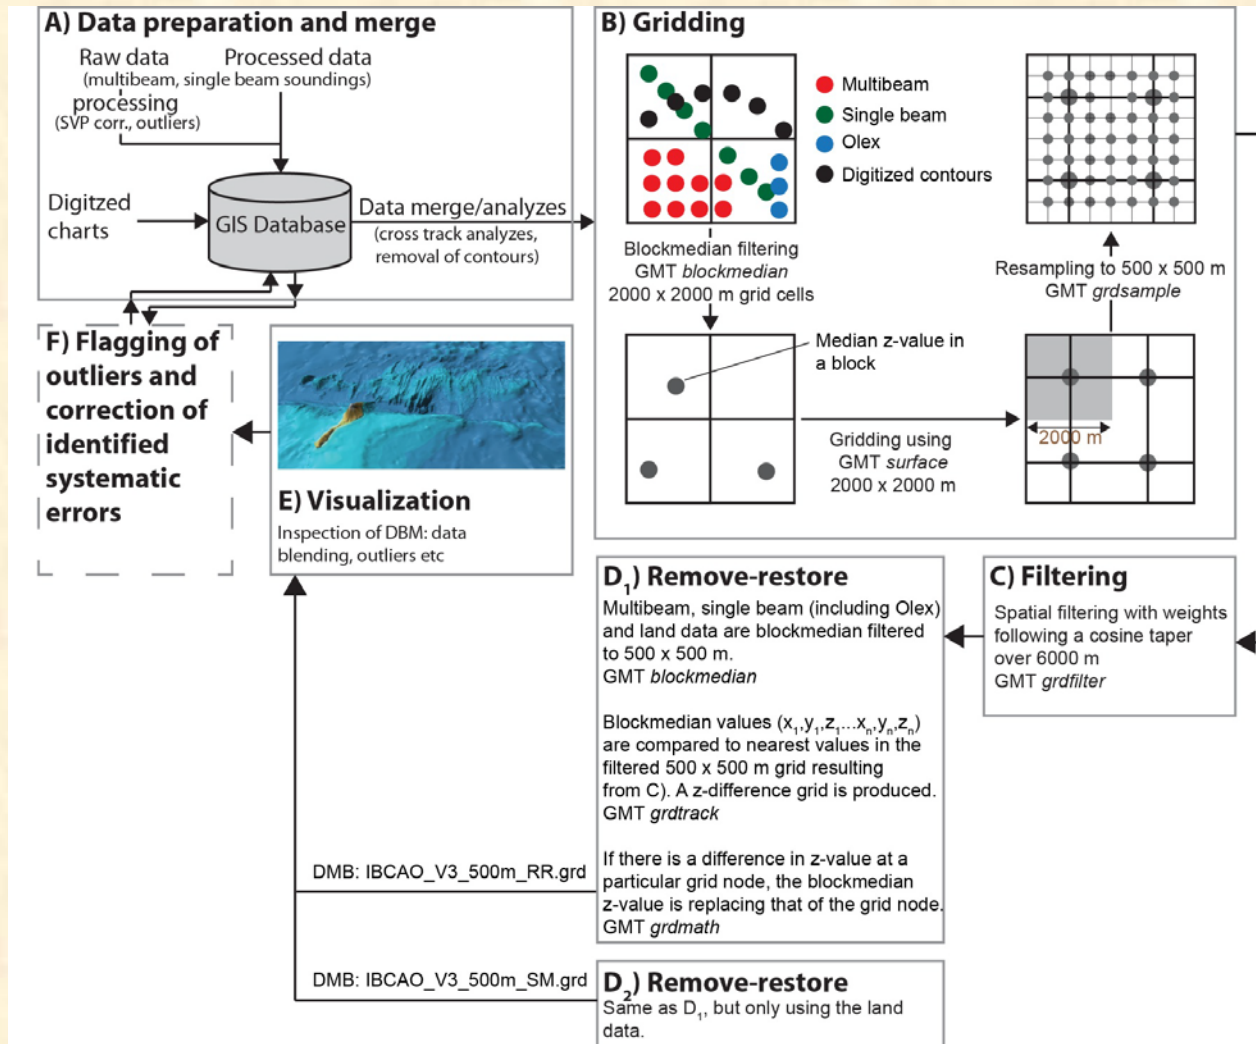 A) Data preparation and merge
Raw data
Processed data
(multibeam, single beam soundings)
processing
(SVP corr., outliers)
Digitzed
charts
GIS Database
Data merge/analyzes
(cross track analyzes,
removal of contours)
B) Gridding
Multibeam
Single beam
Olex
Digitized contours
Blockmedian filtering
GMT blockmedian
2000 x 2000 m grid cells
Median z-value in
a block
Gridding using
GMT surface
2000 x 2000 m
2000 m
Resampling to 500 x 500 m
GMT grdsample
C) Filtering
Spatial filtering with weights
following a cosine taper
over 6000 m
GMT grdfilter
D₁) Remove-restore
Multibeam, single beam (including Olex)
and land data are blockmedian filtered
to 500 x 500 m.
GMT blockmedian
Blockmedian values (x₁,y₁,z₁...xₙ,yₙ,zₙ)
are compared to nearest values in the
filtered 500 x 500 m grid resulting
from C). A z-difference grid is produced.
GMT grdtrack
If there is a difference in z-value at a
particular grid node, the blockmedian
z-value is replacing that of the grid node.
GMT grdmath
DMB: IBCAO_V3_500m_RR.grd
D₂) Remove-restore
Same as D₁, but only using the land
data.
DMB: IBCAO_V3_500m_SM.grd
E) Visualization
Inspection of DBM: data
blending, outliers etc
F) Flagging of
outliers and
correction of
identified
systematic
errors